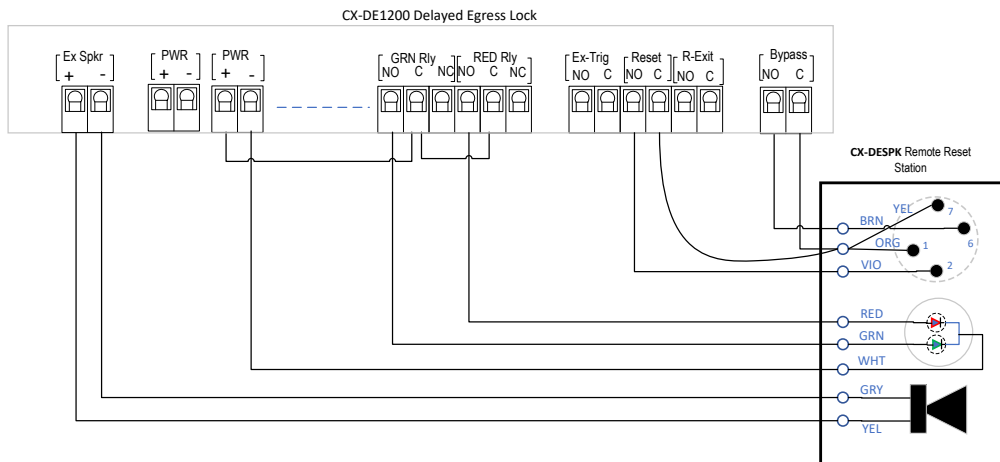 CX-DE1200 Delayed Egress Lock
Ex Spkr PWR PWR GRN Rly RED Rly Ex-Trig Reset R-Exit Bypass
+ - + - + - NO C NC NO C NC NO C NO C NO C NO C
CX-DESPK Remote Reset
Station
YEL 7
BRN 6
ORG 1
VIO 2
RED
GRN
WHT
GRY
YEL